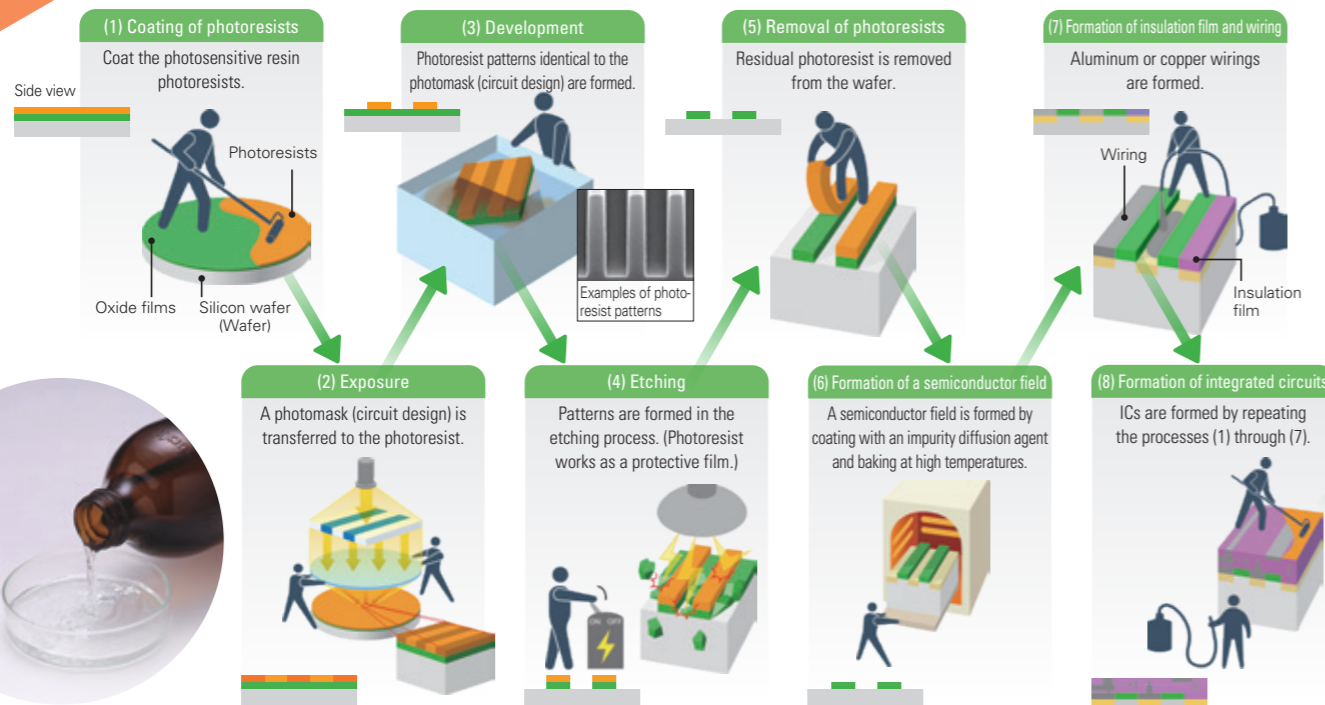 (1) Coating of photoresists
Coat the photosensitive resin
photoresists.
Side view
Photoresists
Oxide films
Silicon wafer
(Wafer)
(2) Exposure
A photomask (circuit design) is
transferred to the photoresist.
(3) Development
Photoresist patterns identical to the
photomask (circuit design) are formed.
Examples of photo-
resist patterns
(4) Etching
Patterns are formed in the
etching process. (Photoresist
works as a protective film.)
ON OFF
(5) Removal of photoresists
Residual photoresist is removed
from the wafer.
(6) Formation of a semiconductor field
A semiconductor field is formed by
coating with an impurity diffusion agent
and baking at high temperatures.
(7) Formation of insulation film and wiring
Aluminum or copper wirings
are formed.
Wiring
Insulation
film
(8) Formation of integrated circuits
ICs are formed by repeating
the processes (1) through (7).